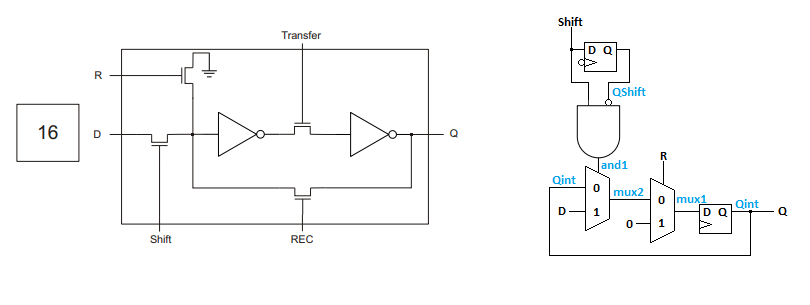 Transfer
R
16
D
Q
Shift
REC
Shift
D Q
QShift
and1
R
Qint
0
mux2
0
mux1
D Q
Qint
Q
D
1
0
1